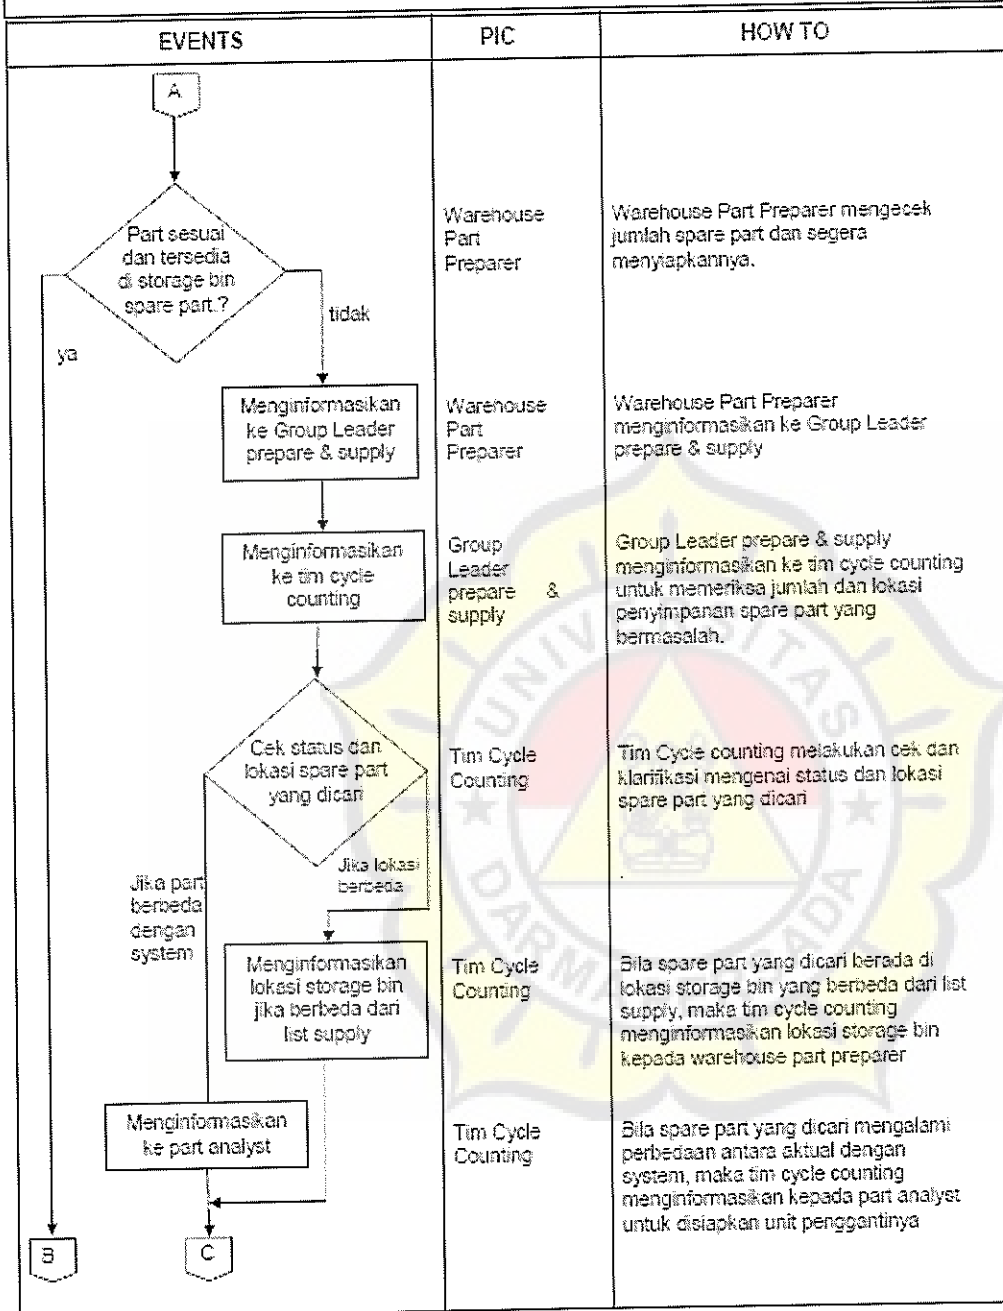 EVENTS
PIC
HOW TO
A
Part sesuai
dan tersedia
di storage bin
spare part.?
ya
tidak
Warehouse
Part
Preparer
Warehouse Part Preparer mengecek
jumlah spare part dan segera
menyiapkannya.
Menginformasikan
ke Group Leader
prepare & supply
Warehouse
Part
Preparer
Warehouse Part Preparer
menginformasikan ke Group Leader
prepare & supply
Menginformasikan
ke tim cycle
counting
Group
Leader
prepare &
supply
Group Leader prepare & supply
menginformasikan ke tim cycle counting
untuk memeriksa jumlah dan lokasi
penyimpanan spare part yang
bermasalah.
Cek status dan
lokasi spare part
yang dicari
Tim Cycle
Counting
Tim Cycle counting melakukan cek dan
klarifikasi mengenai status dan lokasi
spare part yang dicari
Jika part
berbeda
dengan
system
Jika lokasi
berbeda
Menginformasikan
lokasi storage bin
jika berbeda dari
list supply
Tim Cycle
Counting
Bila spare part yang dicari berada di
lokasi storage bin yang berbeda dari list
supply, maka tim cycle counting
menginformasikan lokasi storage bin
kepada warehouse part preparer
Menginformasikan
ke part analyst
Tim Cycle
Counting
Bila spare part yang dicari mengalami
perbedaan antara aktual dengan
system, maka tim cycle counting
menginformasikan kepada part analyst
untuk disiapkan unit penggantinya
B
C
UNIVERSITAS
DARMA PERSADA